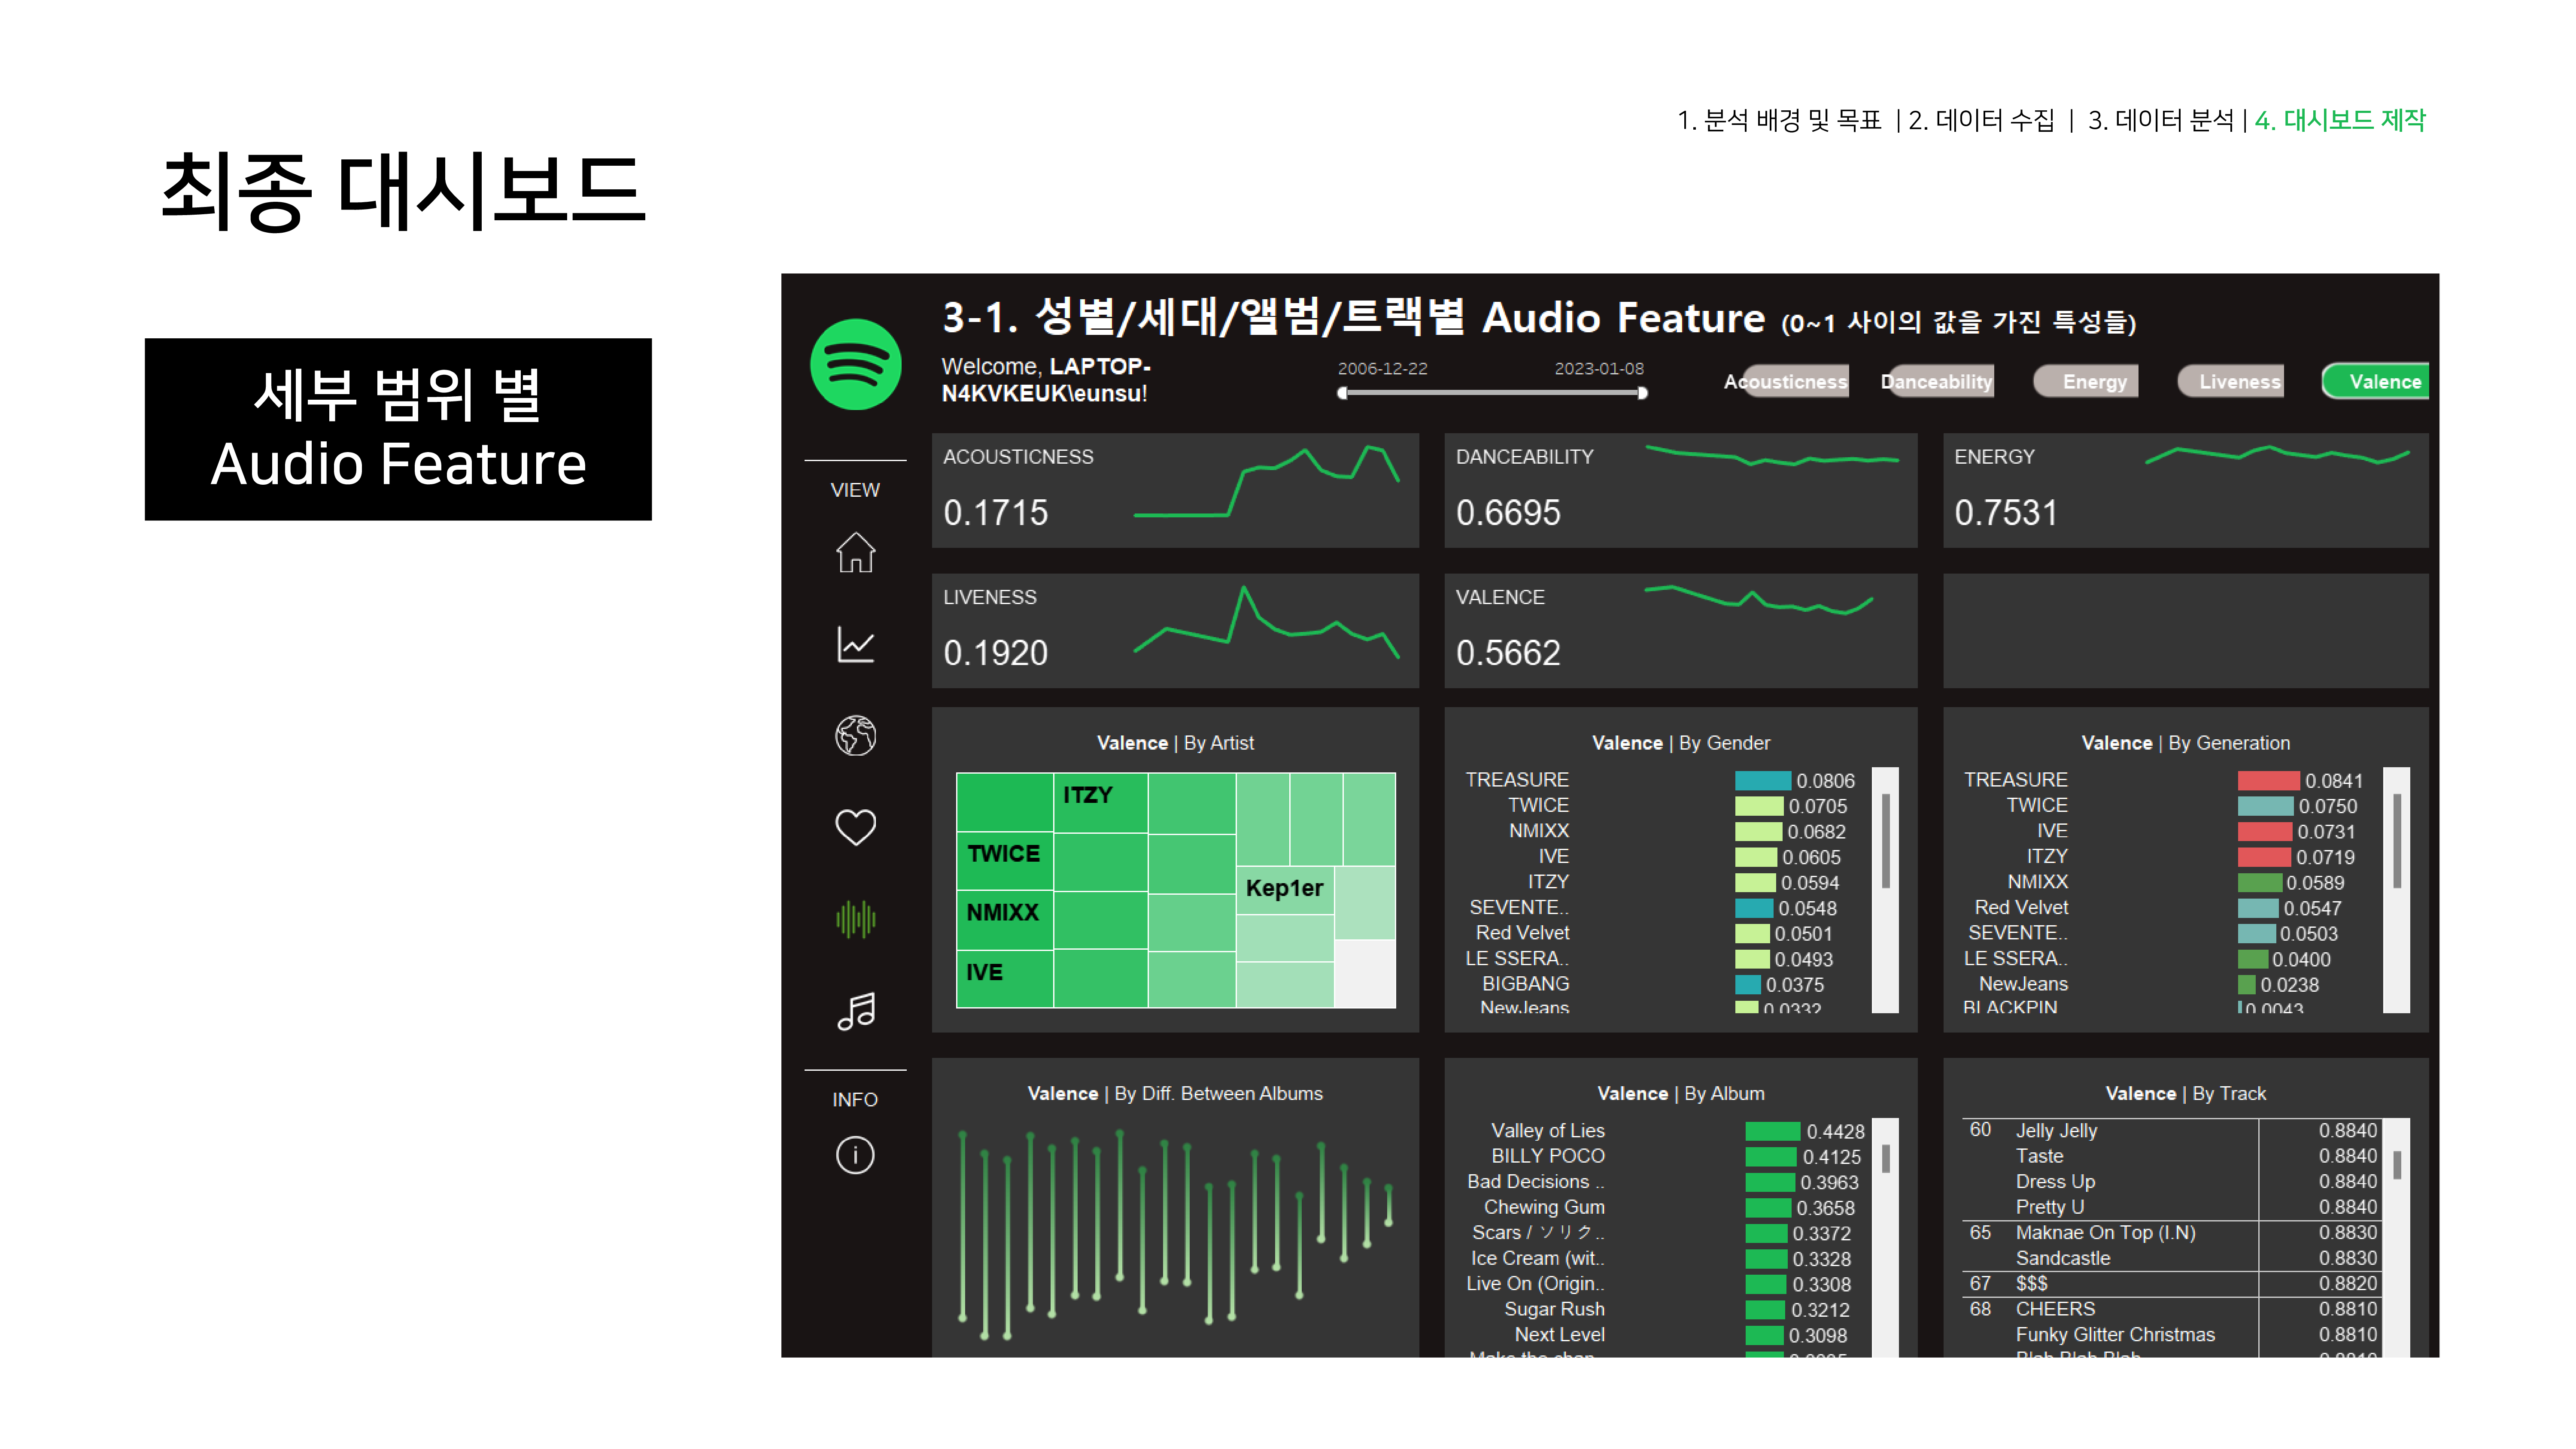 1. 분석 배경 및 목표 | 2. 데이터 수집 | 3. 데이터 분석 | 4. 대시보드 제작
최종 대시보드
세부 범위 별
Audio Feature
3-1. 성별/세대/앨범/트랙별 Audio Feature (0~1 사이의 값을 가진 특성들)
Welcome, LAPTOP-
N4KVKEUK\eunsu!
2006-12-22
2023-01-08
Acousticness
Danceability
Energy
Liveness
Valence
VIEW
INFO
ACOUSTICNESS
0.1715
DANCEABILITY
0.6695
ENERGY
0.7531
LIVENESS
0.1920
VALENCE
0.5662
Valence | By Artist
ITZY
TWICE
NMIXX
IVE
Kep1er
Valence | By Gender
TREASURE 0.0806
TWICE 0.0705
NMIXX 0.0682
IVE 0.0605
ITZY 0.0594
SEVENTE.. 0.0548
Red Velvet 0.0501
LE SSERA.. 0.0493
BIGBANG 0.0375
NewJeans 0.0332
Valence | By Generation
TREASURE 0.0841
TWICE 0.0750
IVE 0.0731
ITZY 0.0719
NMIXX 0.0589
Red Velvet 0.0547
SEVENTE.. 0.0503
LE SSERA.. 0.0400
NewJeans 0.0238
BLACKPIN 0.0043
Valence | By Diff. Between Albums
Valence | By Album
Valley of Lies 0.4428
BILLY POCO 0.4125
Bad Decisions .. 0.3963
Chewing Gum 0.3658
Scars / ソリク.. 0.3372
Ice Cream (wit.. 0.3328
Live On (Origin.. 0.3308
Sugar Rush 0.3212
Next Level 0.3098
Valence | By Track
60 Jelly Jelly 0.8840
Taste 0.8840
Dress Up 0.8840
Pretty U 0.8840
65 Maknae On Top (I.N) 0.8830
Sandcastle 0.8830
67 $$$ 0.8820
68 CHEERS 0.8810
Funky Glitter Christmas 0.8810